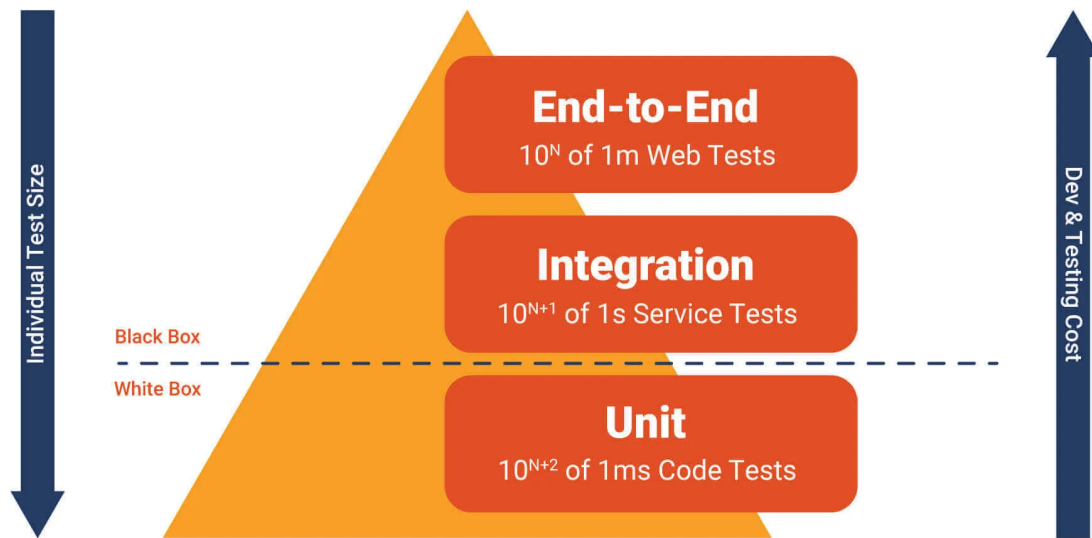 Individual Test Size
End-to-End
10ᴺ of 1m Web Tests
Integration
10ᴺ⁺¹ of 1s Service Tests
Black Box
White Box
Unit
10ᴺ⁺² of 1ms Code Tests
Dev & Testing Cost